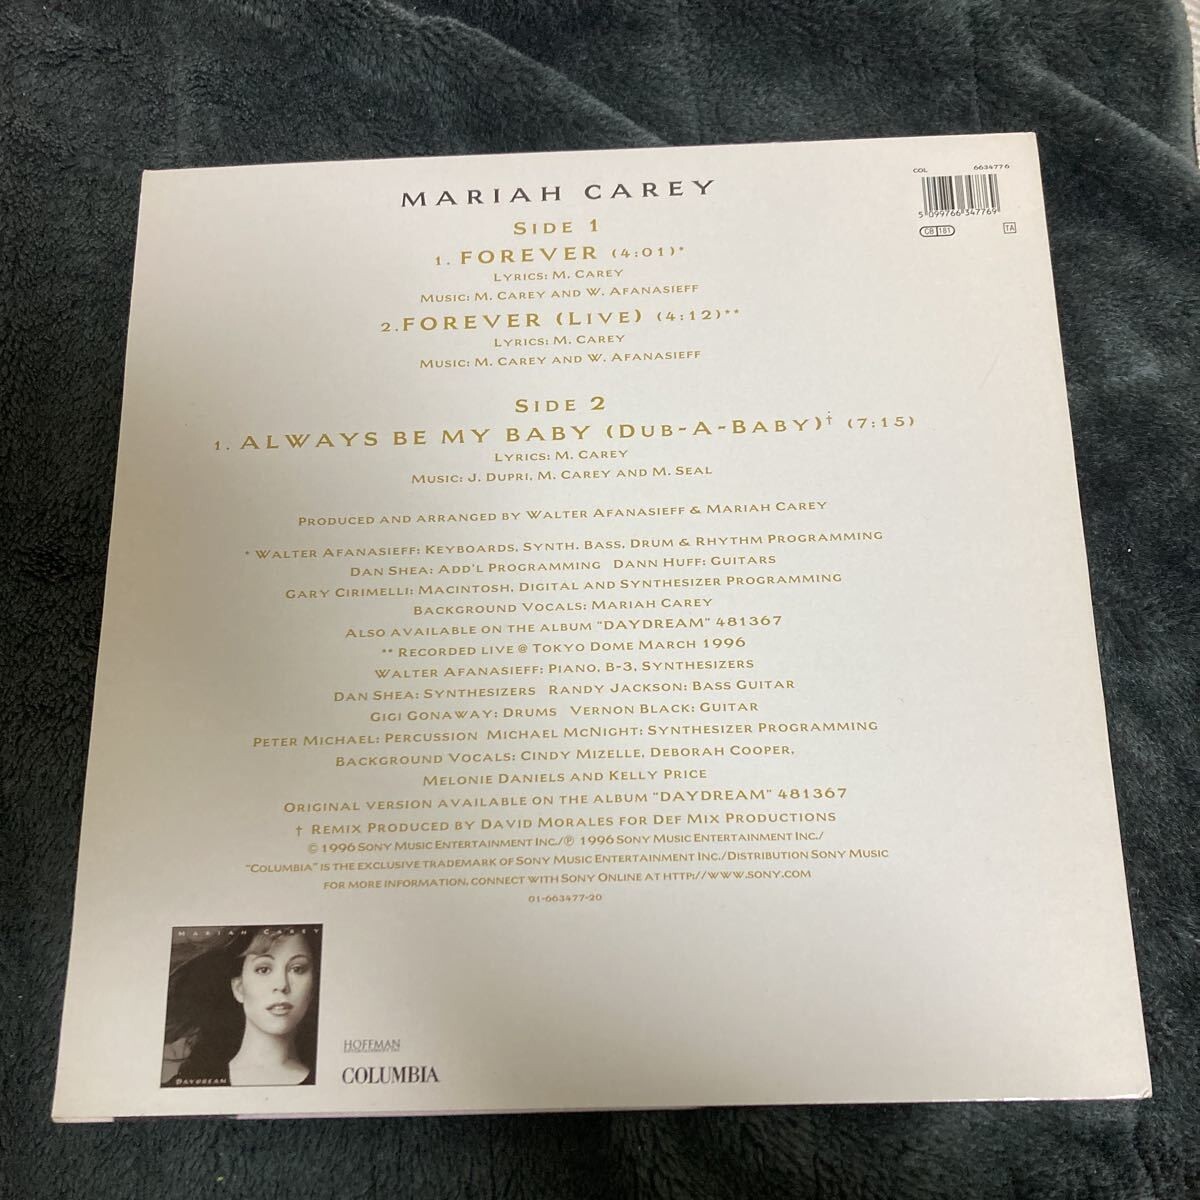 MARIAH CAREY
COL 6634776
5 099766 347769
CB 181
TA
SIDE 1
1. FOREVER (4:01)*
LYRICS: M. CAREY
MUSIC: M. CAREY AND W. AFANASIEFF
2.FOREVER (LIVE) (4:12)**
LYRICS: M. CAREY
MUSIC: M. CAREY AND W. AFANASIEFF
SIDE 2
1. ALWAYS BE MY BABY (DUB-A-BABY)† (7:15)
LYRICS: M. CAREY
MUSIC: J. DUPRI, M. CAREY AND M. SEAL
PRODUCED AND ARRANGED BY WALTER AFANASIEFF & MARIAH CAREY
* WALTER AFANASIEFF: KEYBOARDS, SYNTH. BASS, DRUM & RHYTHM PROGRAMMING
DAN SHEA: ADD'L PROGRAMMING DANN HUFF: GUITARS
GARY CIRIMELLI: MACINTOSH, DIGITAL AND SYNTHESIZER PROGRAMMING
BACKGROUND VOCALS: MARIAH CAREY
ALSO AVAILABLE ON THE ALBUM "DAYDREAM" 481367
** RECORDED LIVE @ TOKYO DOME MARCH 1996
WALTER AFANASIEFF: PIANO, B-3, SYNTHESIZERS
DAN SHEA: SYNTHESIZERS RANDY JACKSON: BASS GUITAR
GIGI GONAWAY: DRUMS VERNON BLACK: GUITAR
PETER MICHAEL: PERCUSSION MICHAEL MCNIGHT: SYNTHESIZER PROGRAMMING
BACKGROUND VOCALS: CINDY MIZELLE, DEBORAH COOPER,
MELONIE DANIELS AND KELLY PRICE
ORIGINAL VERSION AVAILABLE ON THE ALBUM "DAYDREAM" 481367
† REMIX PRODUCED BY DAVID MORALES FOR DEF MIX PRODUCTIONS
© 1996 SONY MUSIC ENTERTAINMENT INC./℗ 1996 SONY MUSIC ENTERTAINMENT INC./
"COLUMBIA" IS THE EXCLUSIVE TRADEMARK OF SONY MUSIC ENTERTAINMENT INC./DISTRIBUTION SONY MUSIC
FOR MORE INFORMATION, CONNECT WITH SONY ONLINE AT HTTP://WWW.SONY.COM
01-663477-20
MARIAH CAREY
DAYDREAM
HOFFMAN
ENTERTAINMENT, INC.
COLUMBIA